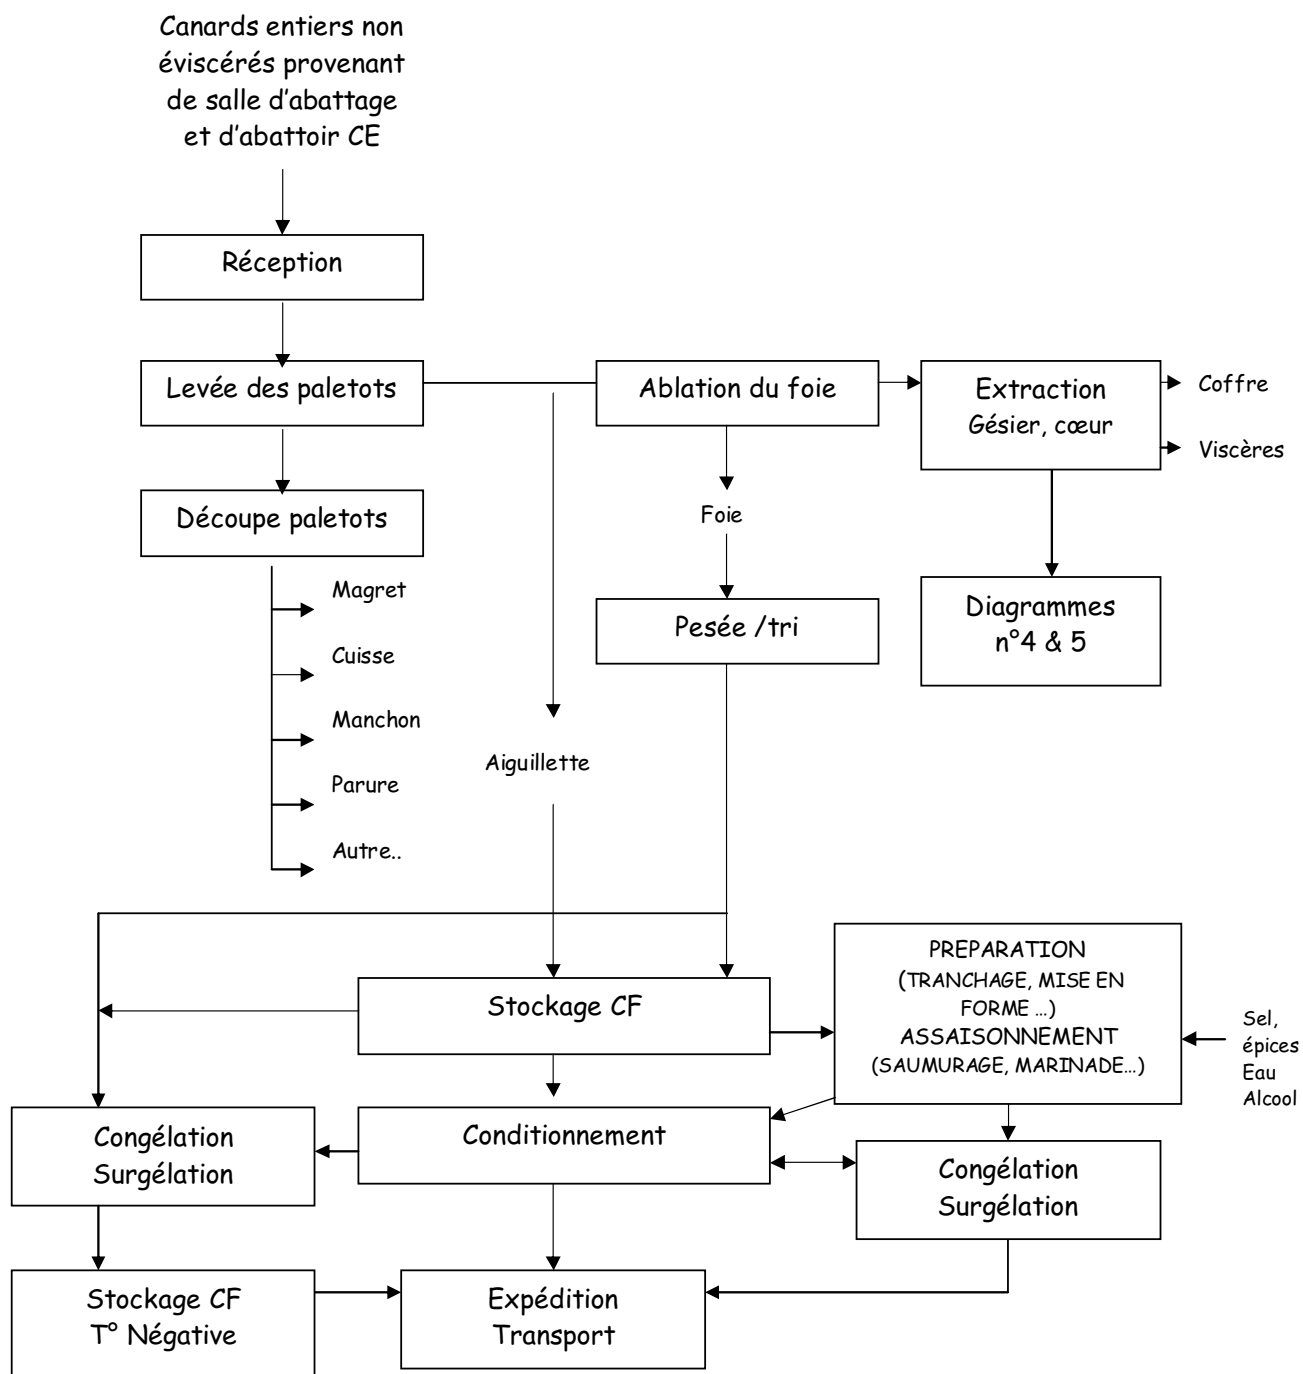 Canards entiers non
éviscérés provenant
de salle d'abattage
et d'abattoir CE
Réception
Levée des paletots
Ablation du foie
Extraction
Gésier, cœur
Coffre
Viscères
Découpe paletots
Foie
Magret
Cuisse
Manchon
Parure
Autre..
Pesée /tri
Diagrammes
n°4 & 5
Aiguillette
Stockage CF
PREPARATION
(TRANCHAGE, MISE EN
FORME ...)
ASSAISONNEMENT
(SAUMURAGE, MARINADE...)
Sel,
épices
Eau
Alcool
Congélation
Surgélation
Conditionnement
Congélation
Surgélation
Stockage CF
T° Négative
Expédition
Transport